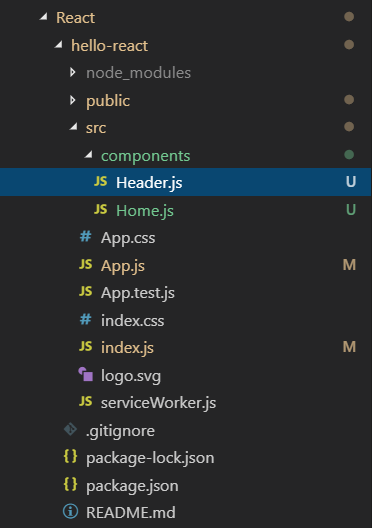 React
hello-react
node_modules
public
src
components
JS Header.js U
JS Home.js U
# App.css
JS App.js M
JS App.test.js
# index.css
JS index.js M
logo.svg
JS serviceWorker.js
.gitignore
{} package-lock.json
{} package.json
README.md